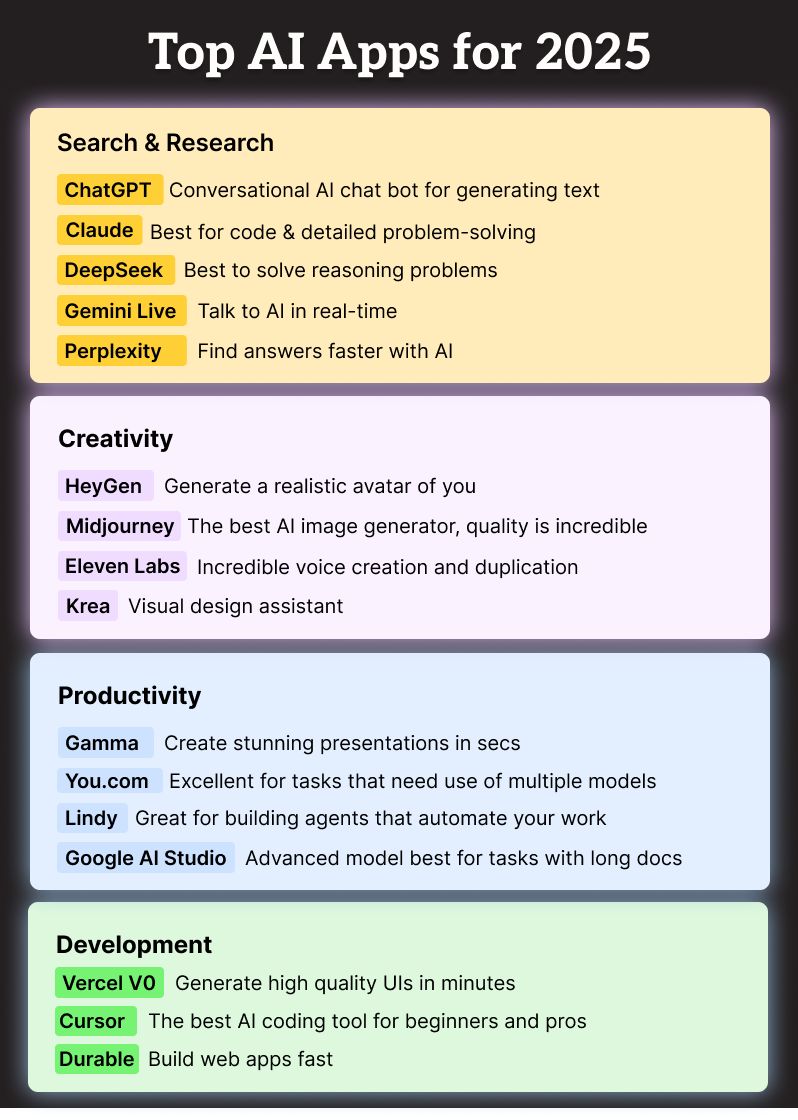 Top AI Apps for 2025
Search & Research
ChatGPT Conversational AI chat bot for generating text
Claude Best for code & detailed problem-solving
DeepSeek Best to solve reasoning problems
Gemini Live Talk to AI in real-time
Perplexity Find answers faster with AI
Creativity
HeyGen Generate a realistic avatar of you
Midjourney The best AI image generator, quality is incredible
Eleven Labs Incredible voice creation and duplication
Krea Visual design assistant
Productivity
Gamma Create stunning presentations in secs
You.com Excellent for tasks that need use of multiple models
Lindy Great for building agents that automate your work
Google AI Studio Advanced model best for tasks with long docs
Development
Vercel V0 Generate high quality UIs in minutes
Cursor The best AI coding tool for beginners and pros
Durable Build web apps fast